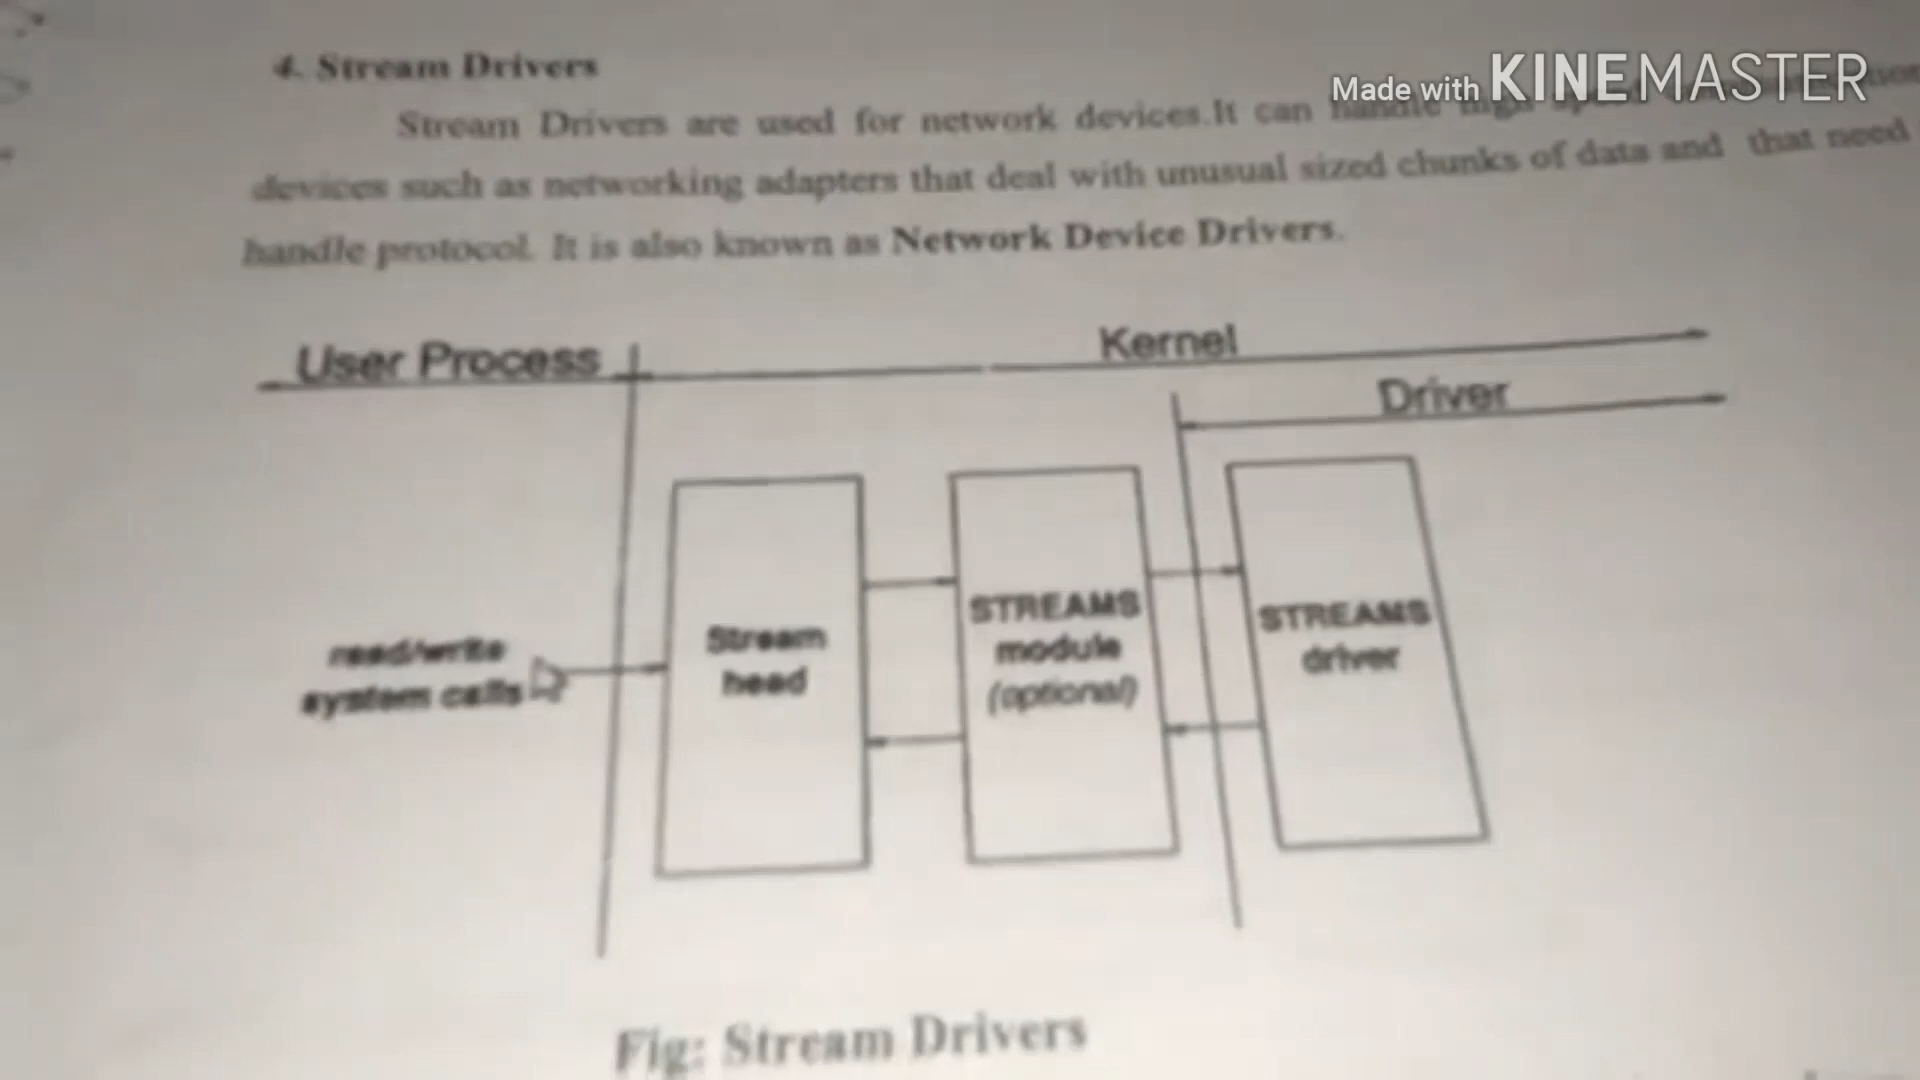 4. Stream Drivers
Made with KINEMASTER
Stream Drivers are used for network devices.It can handle high
devices such as networking adapters that deal with unusual sized chunks of data and that need
handle protocol. It is also known as Network Device Drivers.
User Process
Kernel
Driver
read/write
system calls
Stream
head
STREAMS
module
(optional)
STREAMS
driver
Fig: Stream Drivers